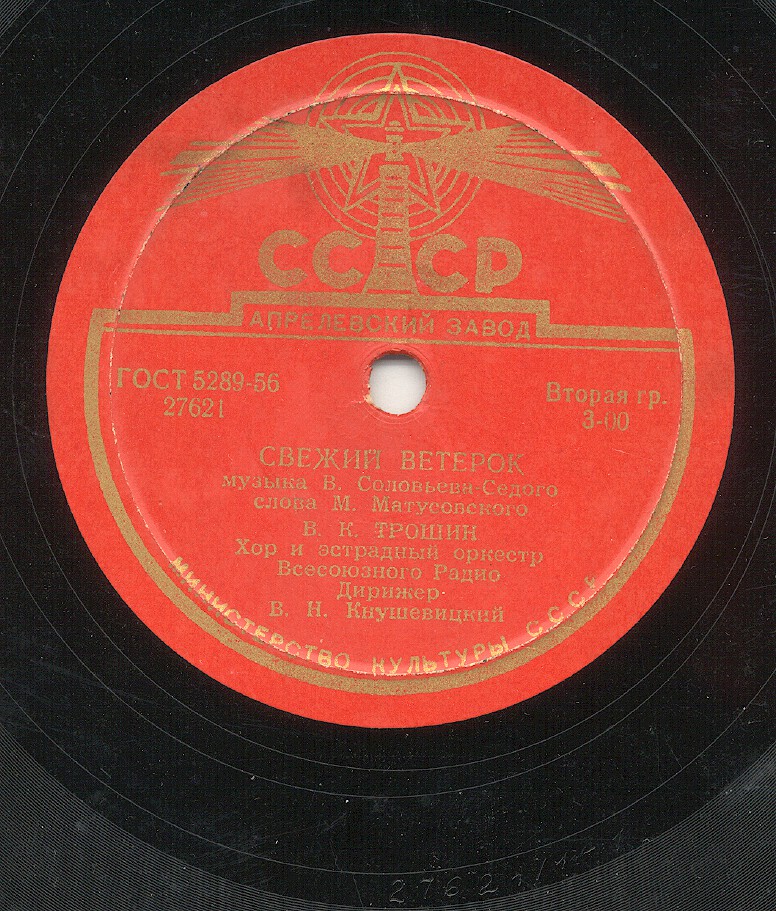 СССР
АПРЕЛЕВСКИЙ ЗАВОД
ГОСТ 5289-56
27621
Вторая гр.
3-00
СВЕЖИЙ ВЕТЕРОК
музыка В. Соловьева-Седого
слова М. Матусовского
В. К. ТРОШИН
Хор и эстрадный оркестр
Всесоюзного Радио
Дирижер
В. Н. Кнушевицкий
МИНИСТЕРСТВО КУЛЬТУРЫ СССР